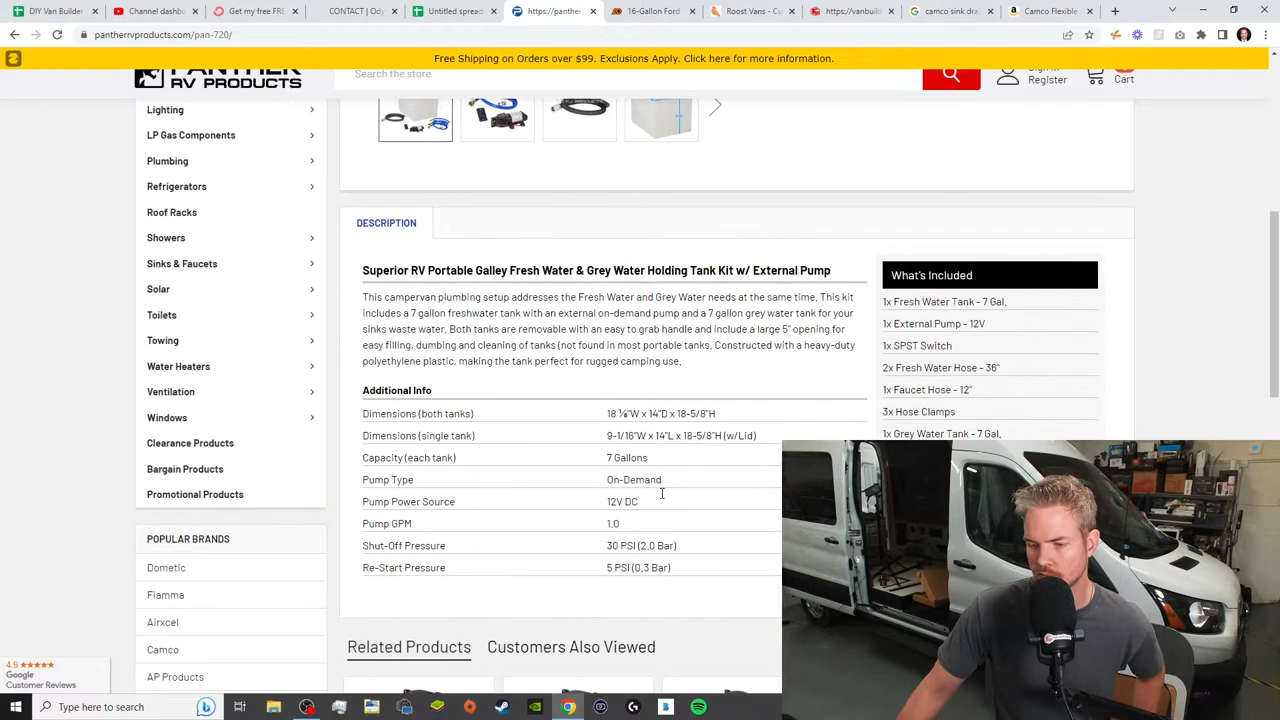 DIY Van Builder
Channel dashbo
Get my free FRE
CONTACT | Ody
Untitled spreads
https://panther
16-Gallon Ford
Roost Vans - Cu
https://vanbuild
camco sink drai
Camco Flexible
pantherrvproducts.com/pan-720/
Free Shipping on Orders over $99. Exclusions Apply. Click here for more information.
PANTHER
RV PRODUCTS
Search the store
Register
Cart
Lighting
LP Gas Components
Plumbing
Refrigerators
Roof Racks
Showers
Sinks & Faucets
Solar
Toilets
Towing
Water Heaters
Ventilation
Windows
Clearance Products
Bargain Products
Promotional Products
POPULAR BRANDS
Dometic
Fiamma
Airxcel
Camco
AP Products
DESCRIPTION
Superior RV Portable Galley Fresh Water & Grey Water Holding Tank Kit w/ External Pump
This campervan plumbing setup addresses the Fresh Water and Grey Water needs at the same time. This kit
includes a 7 gallon freshwater tank with an external on-demand pump and a 7 gallon grey water tank for your
sinks waste water. Both tanks are removable with an easy to grab handle and include a large 5" opening for
easy filling, dumbing and cleaning of tanks (not found in most portable tanks. Constructed with a heavy-duty
polyethylene plastic, making the tank perfect for rugged camping use.
Additional Info
Dimensions (both tanks) 18 ⅛"W x 14"D x 18-5/8"H
Dimensions (single tank) 9-1/16"W x 14"L x 18-5/8"H (w/Lid)
Capacity (each tank) 7 Gallons
Pump Type On-Demand
Pump Power Source 12V DC
Pump GPM 1.0
Shut-Off Pressure 30 PSI (2.0 Bar)
Re-Start Pressure 5 PSI (0.3 Bar)
What's Included
1x Fresh Water Tank - 7 Gal.
1x External Pump - 12V
1x SPST Switch
2x Fresh Water Hose - 36"
1x Faucet Hose - 12"
3x Hose Clamps
1x Grey Water Tank - 7 Gal.
Related Products
Customers Also Viewed
4.9
Google
Customer Reviews
Type here to search